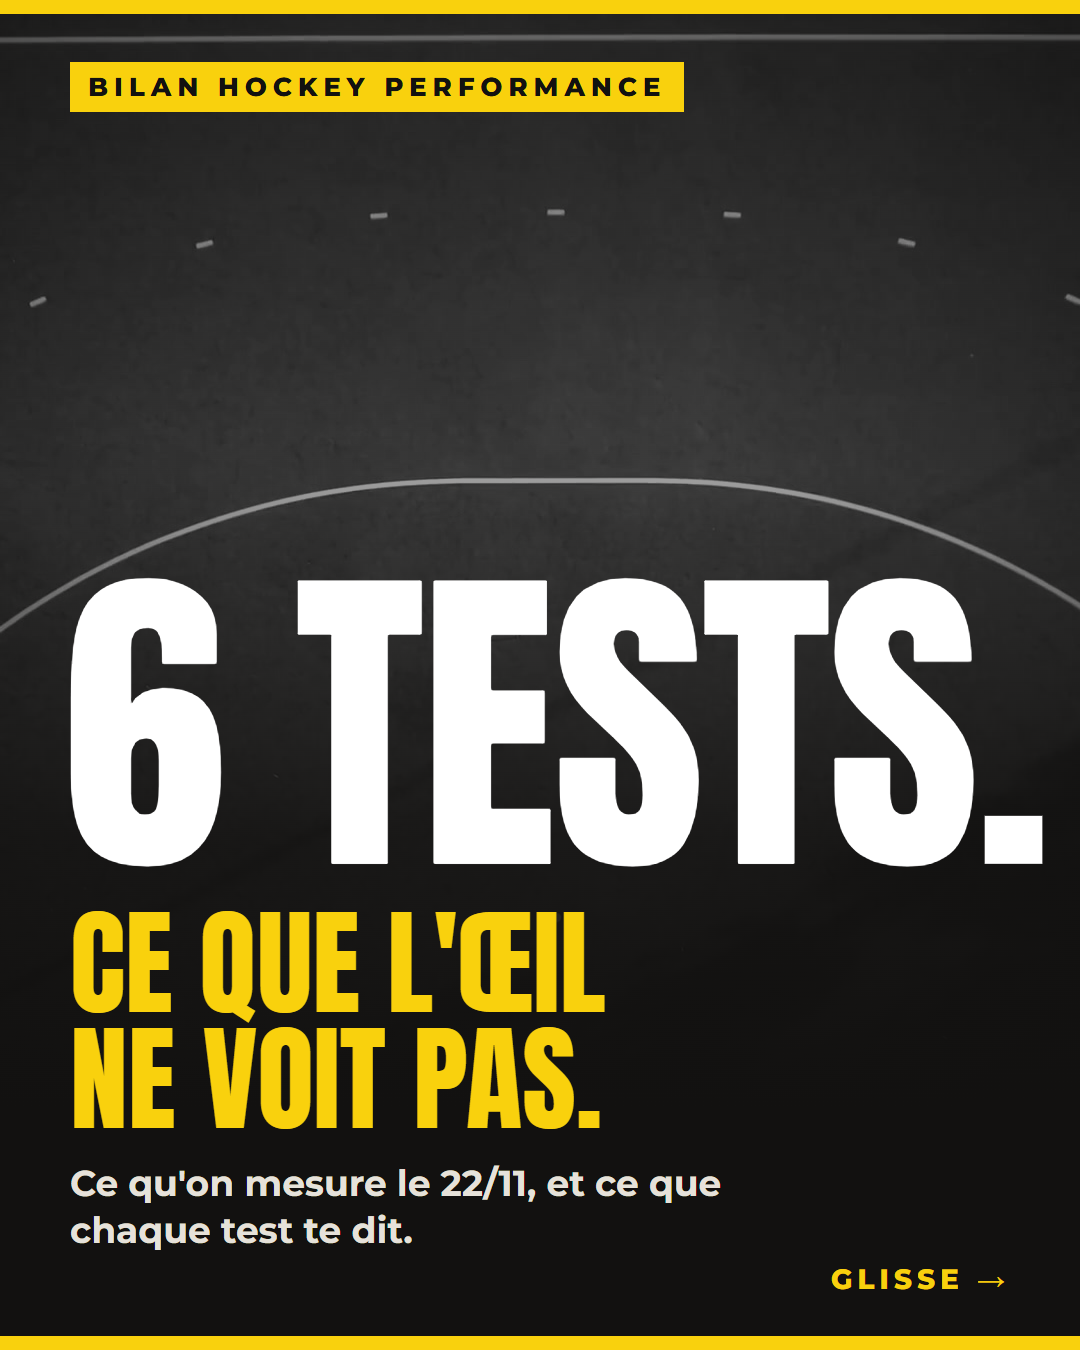 BILAN HOCKEY PERFORMANCE
6 TESTS.
CE QUE L'ŒIL
NE VOIT PAS.
Ce qu'on mesure le 22/11, et ce que
chaque test te dit.
GLISSE →